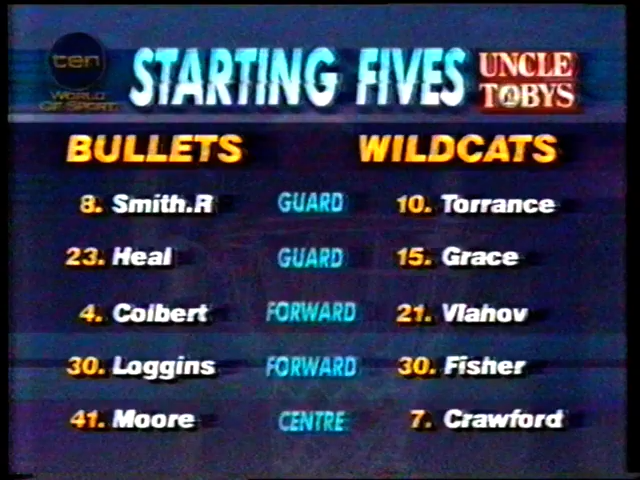 ten
WORLD
OF SPORT
STARTING FIVES
UNCLE
TOBYS
BULLETS WILDCATS
8. Smith.R GUARD 10. Torrance
23. Heal GUARD 15. Grace
4. Colbert FORWARD 21. Vlahov
30. Loggins FORWARD 30. Fisher
41. Moore CENTRE 7. Crawford